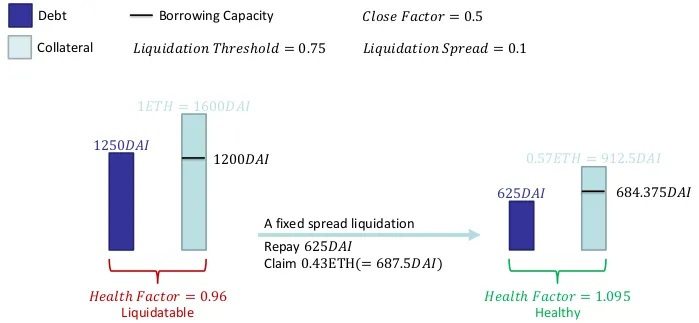 Debt
Borrowing Capacity
Close Factor = 0.5
Collateral
Liquidation Threshold = 0.75
Liquidation Spread = 0.1
1ETH = 1600DAI
1250DAI
1200DAI
0.57ETH = 912.5DAI
625DAI
684.375DAI
A fixed spread liquidation
Repay 625DAI
Claim 0.43ETH(= 687.5DAI)
Health Factor = 0.96
Liquidatable
Health Factor = 1.095
Healthy